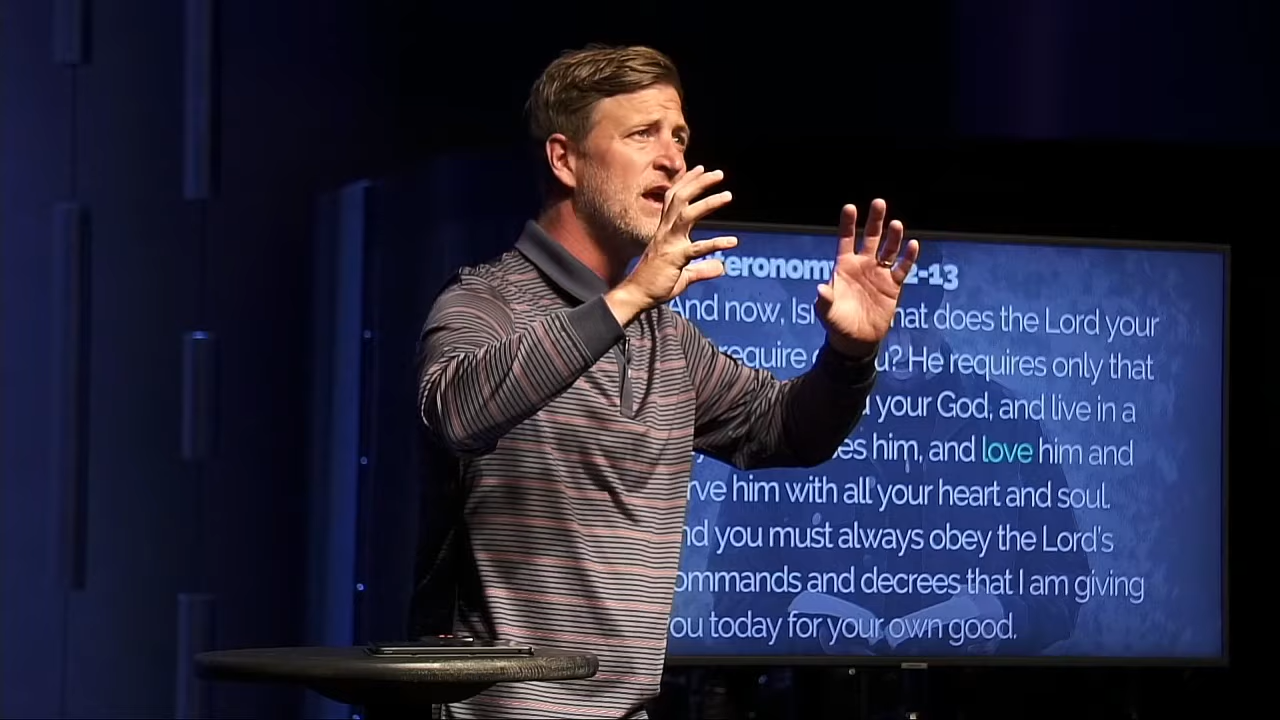 teronomy 2-13
And now, Is hat does the Lord your
require u? He requires only that
your God, and live in a
es him, and love him and
rve him with all your heart and soul.
nd you must always obey the Lord's
ommands and decrees that I am giving
ou today for your own good.